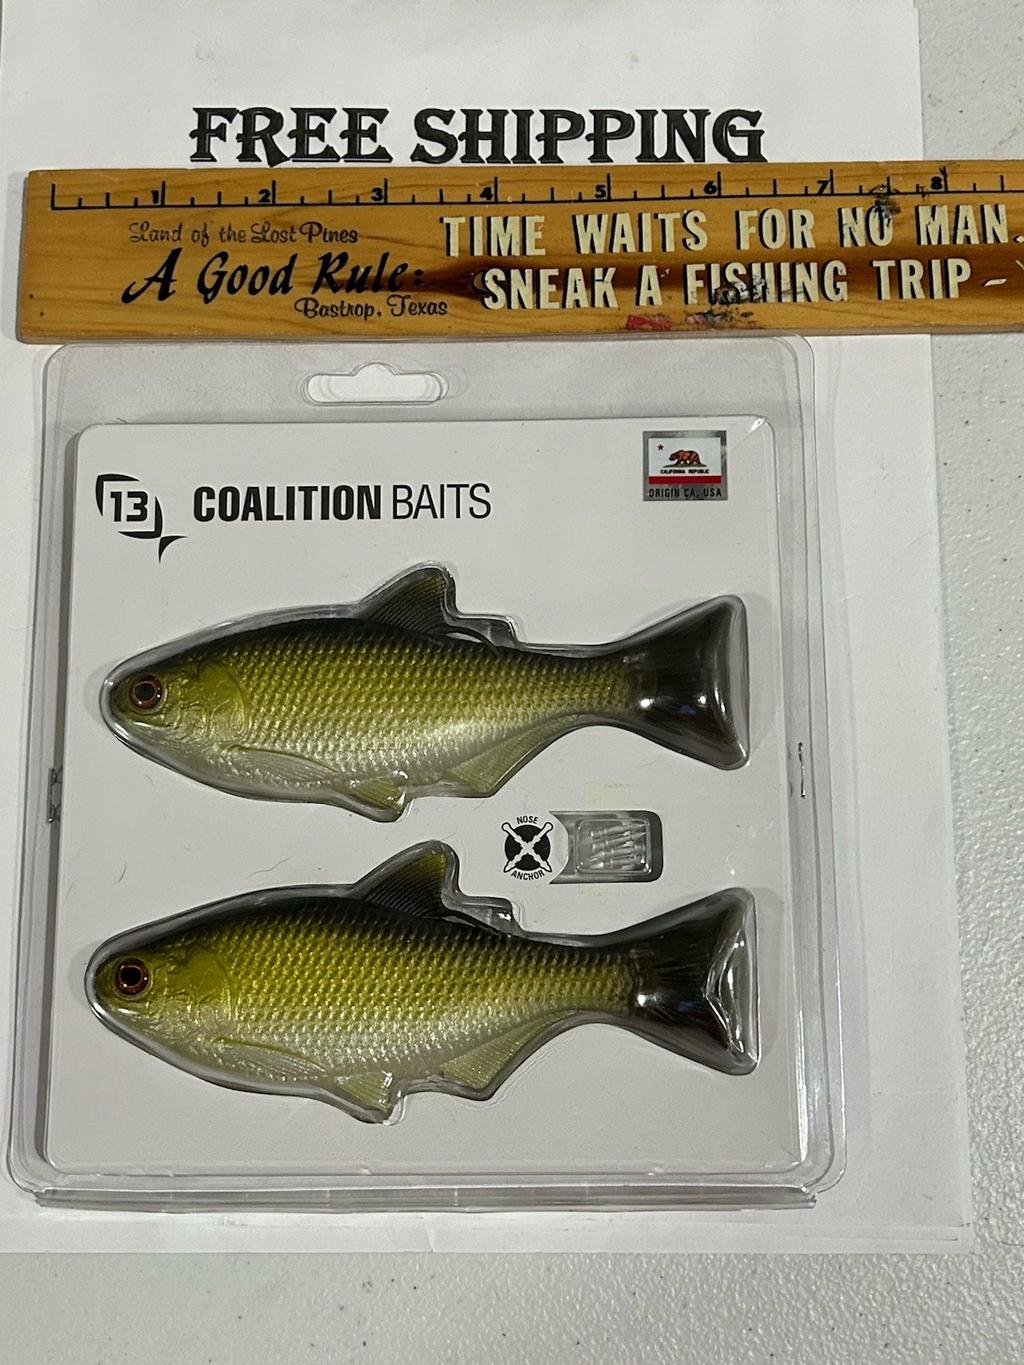 FREE SHIPPING
1 2 3 4 5 6 7 8
Land of the Lost Pines
A Good Rule:
Bastrop, Texas
TIME WAITS FOR NO MAN.
SNEAK A FISHING TRIP -
13 COALITION BAITS
CALIFORNIA REPUBLIC
ORIGIN CA, USA
NOSE
ANCHOR